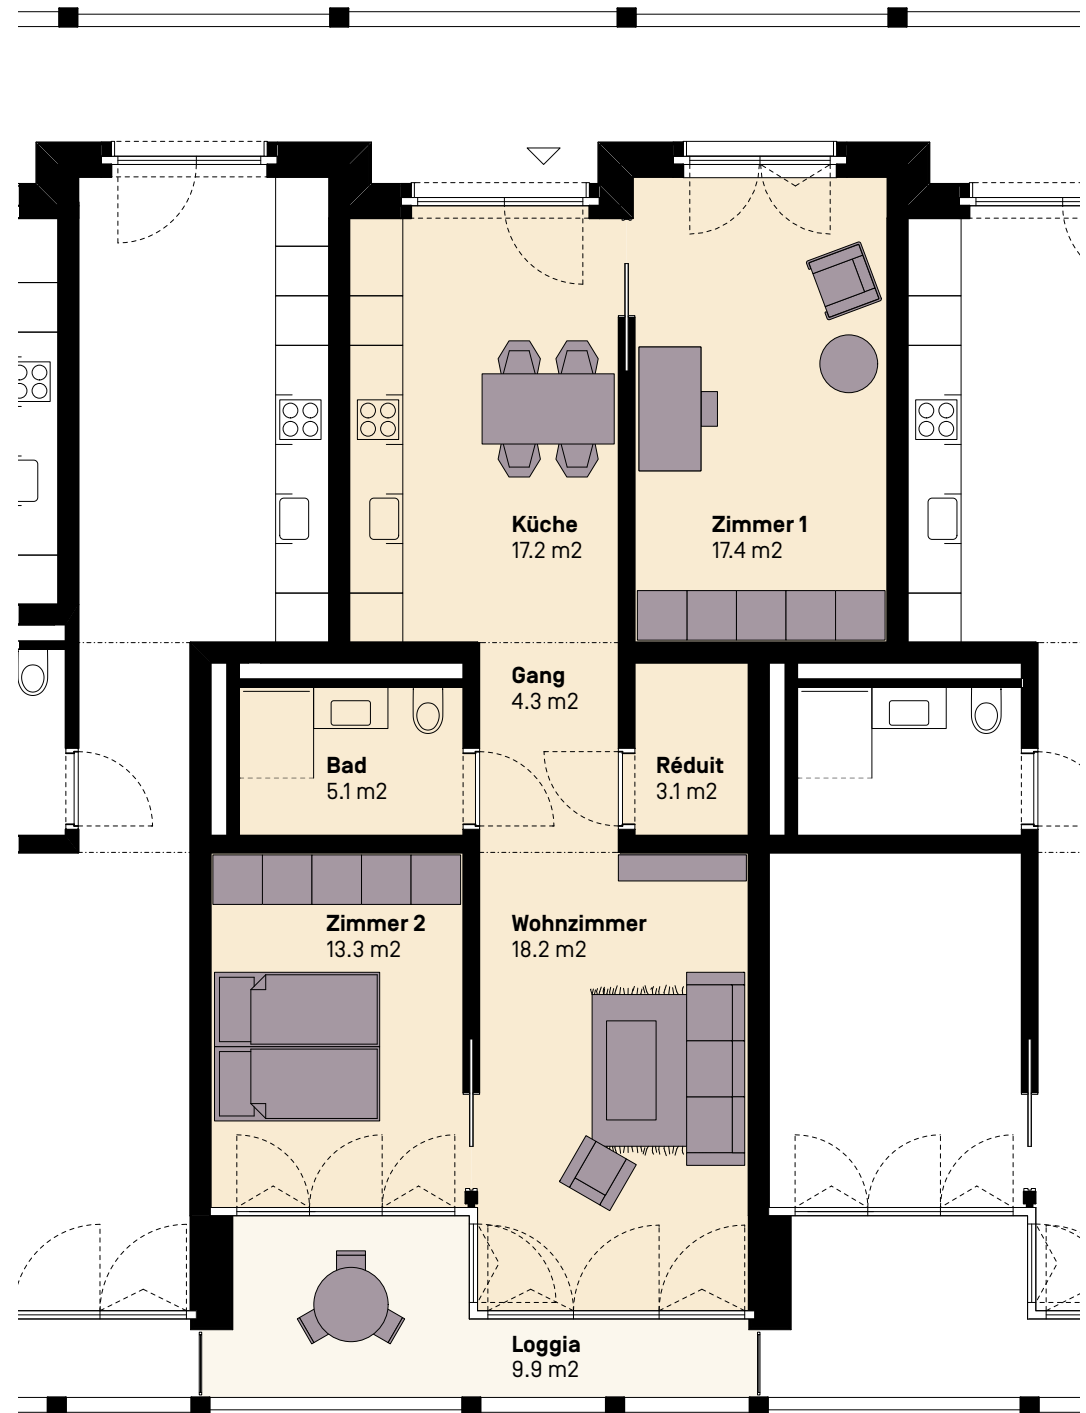 Küche
17.2 m2
Zimmer 1
17.4 m2
Gang
4.3 m2
Bad
5.1 m2
Réduit
3.1 m2
Zimmer 2
13.3 m2
Wohnzimmer
18.2 m2
Loggia
9.9 m2